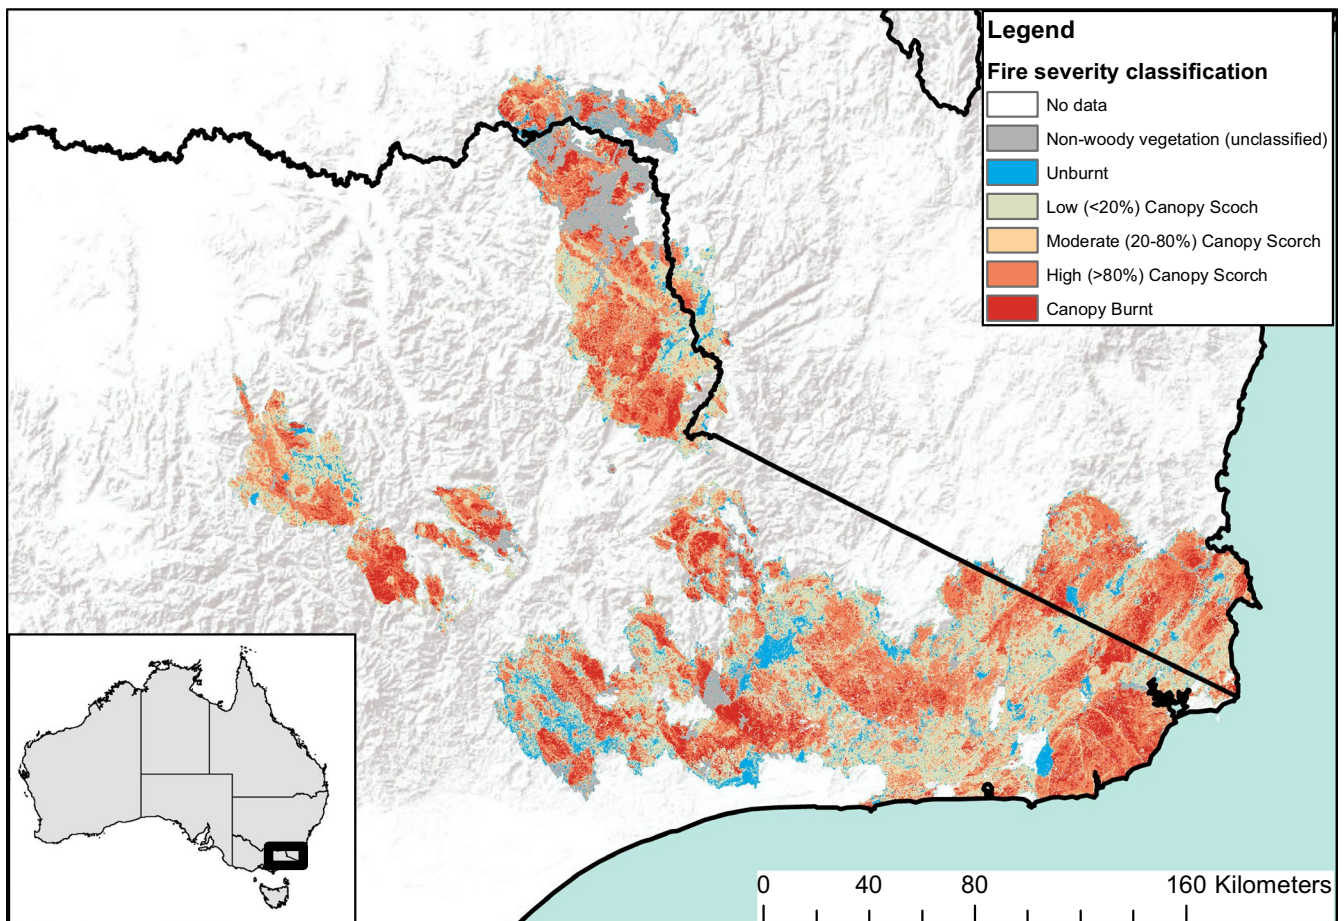 Legend
Fire severity classification
No data
Non-woody vegetation (unclassified)
Unburnt
Low (<20%) Canopy Scoch
Moderate (20-80%) Canopy Scorch
High (>80%) Canopy Scorch
Canopy Burnt
0 40 80 160 Kilometers